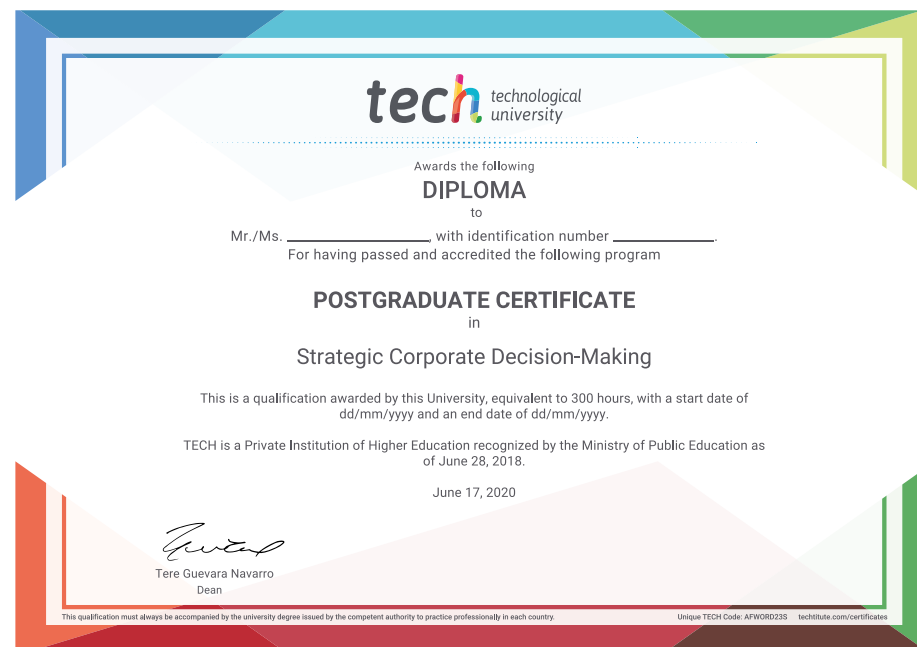 tech technological
university
Awards the following
DIPLOMA
to
Mr./Ms. ____________________, with identification number ______________.
For having passed and accredited the following program
POSTGRADUATE CERTIFICATE
in
Strategic Corporate Decision-Making
This is a qualification awarded by this University, equivalent to 300 hours, with a start date of
dd/mm/yyyy and an end date of dd/mm/yyyy.
TECH is a Private Institution of Higher Education recognized by the Ministry of Public Education as
of June 28, 2018.
June 17, 2020
Tere Guevara Navarro
Dean
This qualification must always be accompanied by the university degree issued by the competent authority to practice professionally in each country.
Unique TECH Code: AFWORD23S techtitute.com/certificates